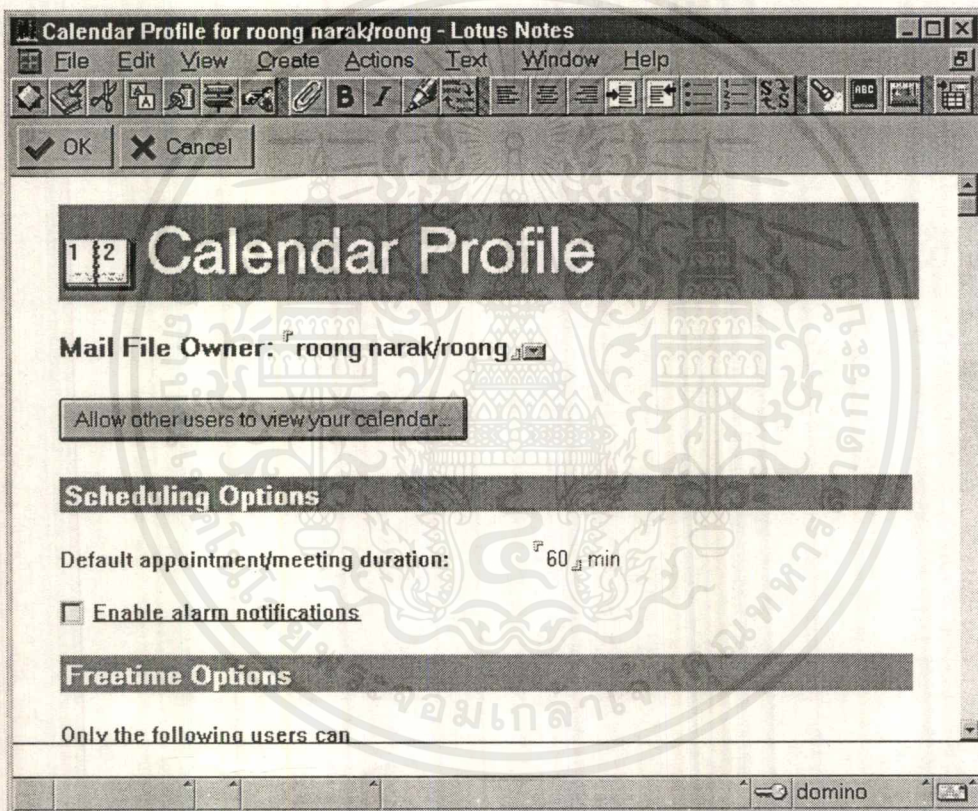 Calendar Profile for roong narak/roong - Lotus Notes
File Edit View Create Actions Text Window Help
OK Cancel
1 2 Calendar Profile
Mail File Owner: roong narak/roong
Allow other users to view your calendar...
Scheduling Options
Default appointment/meeting duration: 60 min
Enable alarm notifications
Freetime Options
Only the following users can
domino